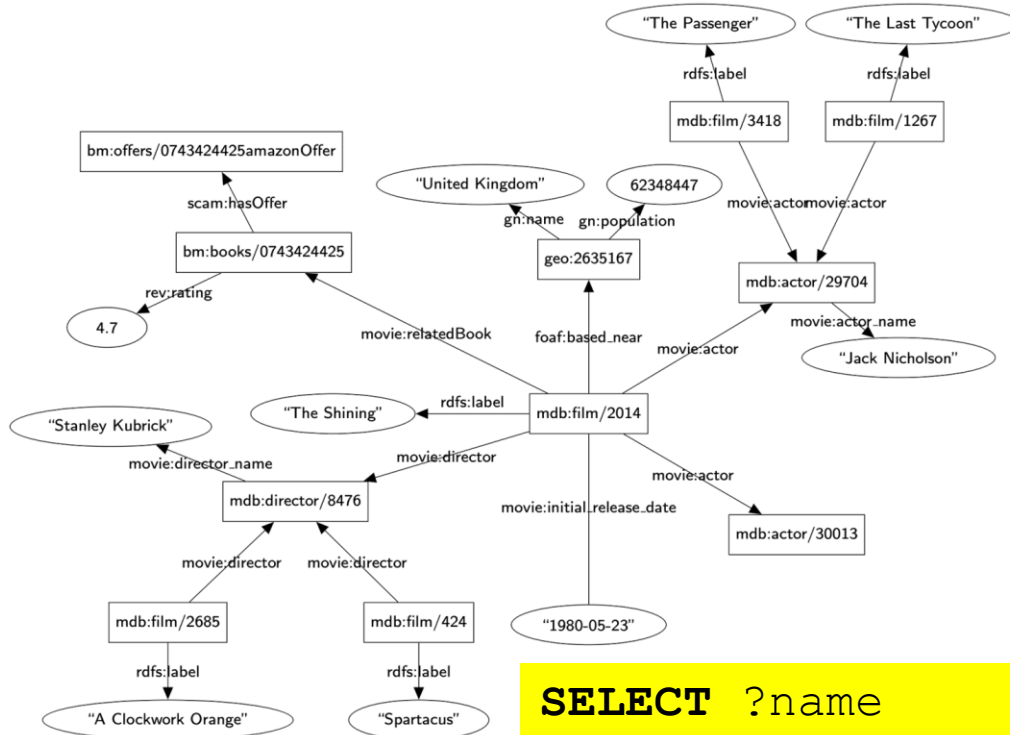 “The Passenger”
“The Last Tycoon”
rdfs:label
rdfs:label
mdb:film/3418
mdb:film/1267
bm:offers/0743424425amazonOffer
“United Kingdom”
62348447
scam:hasOffer
movie:actor
movie:actor
gn:name
gn:population
bm:books/0743424425
geo:2635167
mdb:actor/29704
rev:rating
4.7
movie:relatedBook
foaf:based_near
movie:actor
movie:actor_name
“Jack Nicholson”
“The Shining”
rdfs:label
mdb:film/2014
“Stanley Kubrick”
movie:director_name
movie:director
movie:actor
mdb:director/8476
movie:initial_release_date
mdb:actor/30013
movie:director
movie:director
mdb:film/2685
mdb:film/424
“1980-05-23”
rdfs:label
rdfs:label
“A Clockwork Orange”
“Spartacus”
SELECT ?name